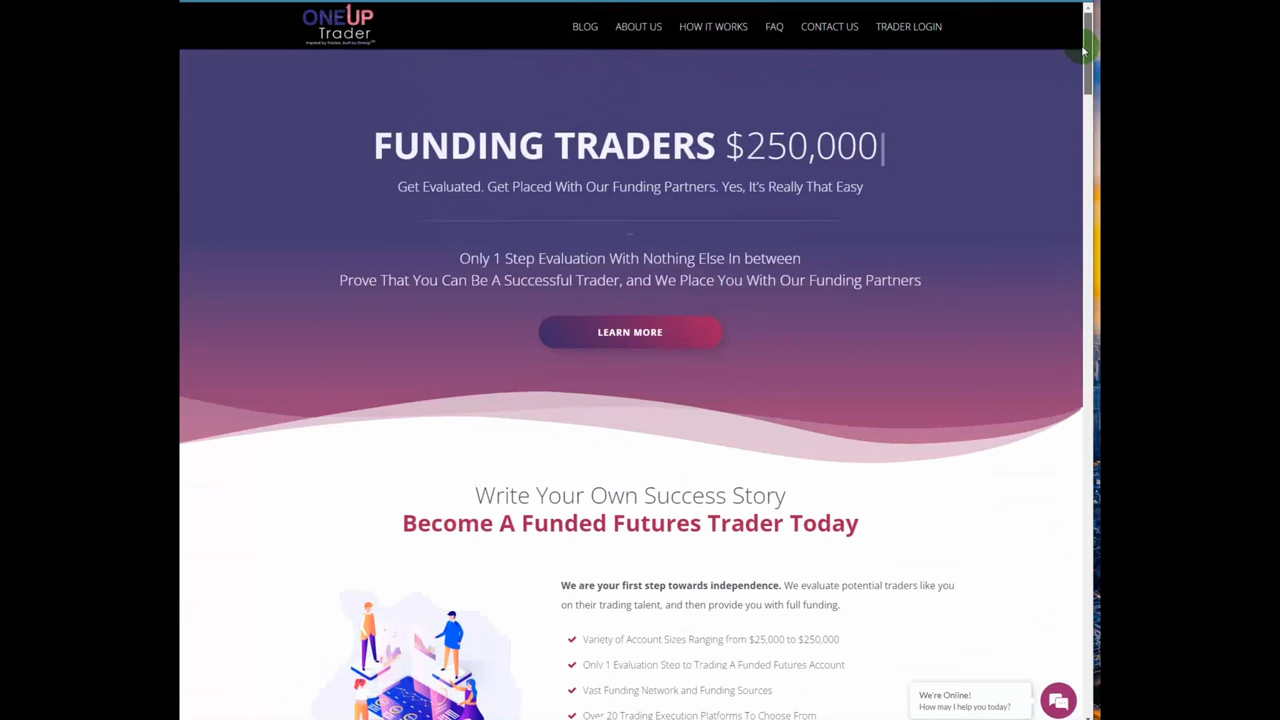 ONEUP
Trader
Inspired by Traders, Built by OneUp™
BLOG ABOUT US HOW IT WORKS FAQ CONTACT US TRADER LOGIN
FUNDING TRADERS $250,000|
Get Evaluated. Get Placed With Our Funding Partners. Yes, It's Really That Easy
Only 1 Step Evaluation With Nothing Else In between
Prove That You Can Be A Successful Trader, and We Place You With Our Funding Partners
LEARN MORE
Write Your Own Success Story
Become A Funded Futures Trader Today
We are your first step towards independence. We evaluate potential traders like you
on their trading talent, and then provide you with full funding.
Variety of Account Sizes Ranging from $25,000 to $250,000
Only 1 Evaluation Step to Trading A Funded Futures Account
Vast Funding Network and Funding Sources
Over 20 Trading Execution Platforms To Choose From
We're Online!
How may I help you today?